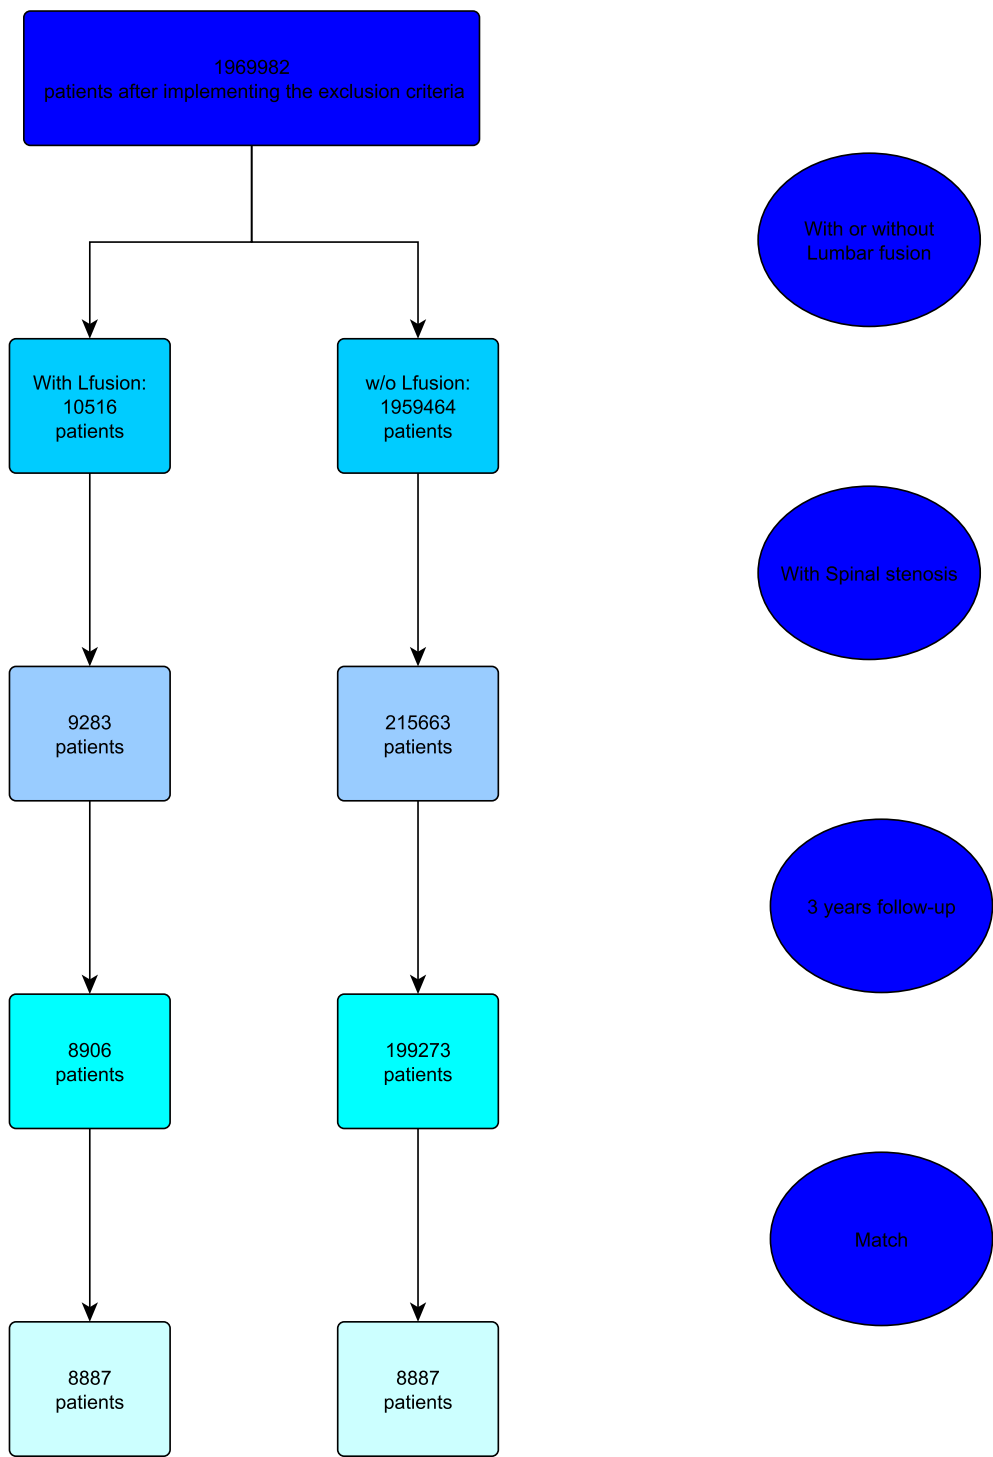 1969982
patients after implementing the exclusion criteria
With or without
Lumbar fusion
With Lfusion:
10516
patients
w/o Lfusion:
1959464
patients
With Spinal stenosis
9283
patients
215663
patients
3 years follow-up
8906
patients
199273
patients
Match
8887
patients
8887
patients